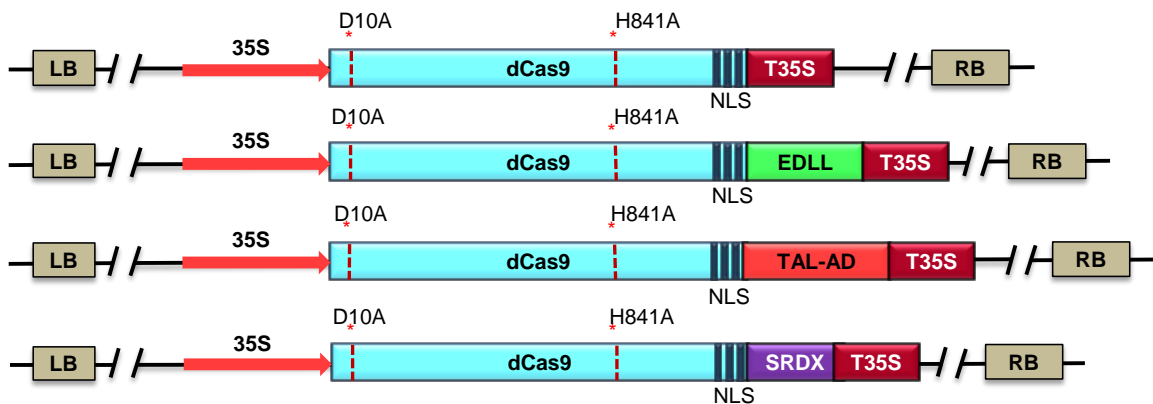 D10A H841A
35S
LB dCas9 T35S RB
NLS
D10A H841A
35S
LB dCas9 EDLL T35S RB
NLS
D10A H841A
35S
LB dCas9 TAL-AD T35S RB
NLS
D10A H841A
35S
LB dCas9 SRDX T35S RB
NLS